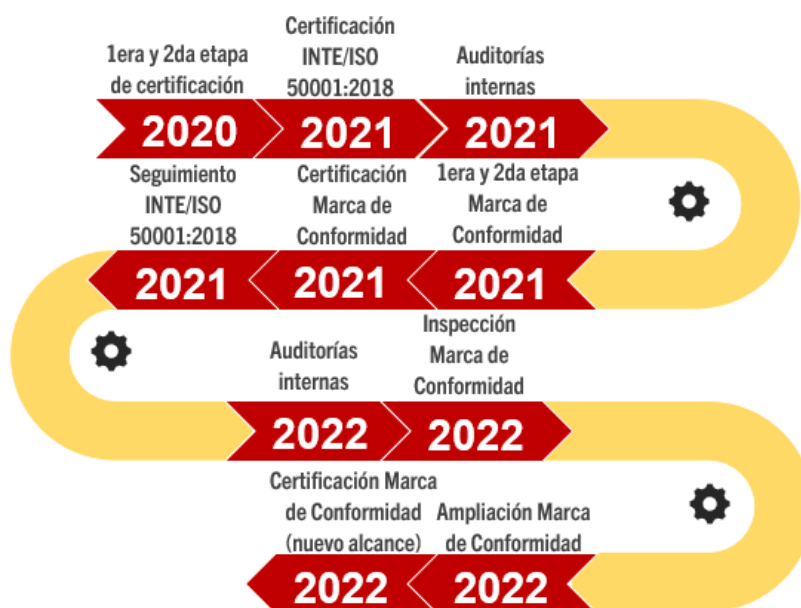 1era y 2da etapa
de certificación
2020
Certificación
INTE/ISO
50001:2018
2021
Auditorías
internas
2021
1era y 2da etapa
Marca de
Conformidad
2021
Certificación
Marca de
Conformidad
2021
Seguimiento
INTE/ISO
50001:2018
2021
Auditorías
internas
2022
Inspección
Marca de
Conformidad
2022
Ampliación Marca
de Conformidad
2022
Certificación Marca
de Conformidad
(nuevo alcance)
2022